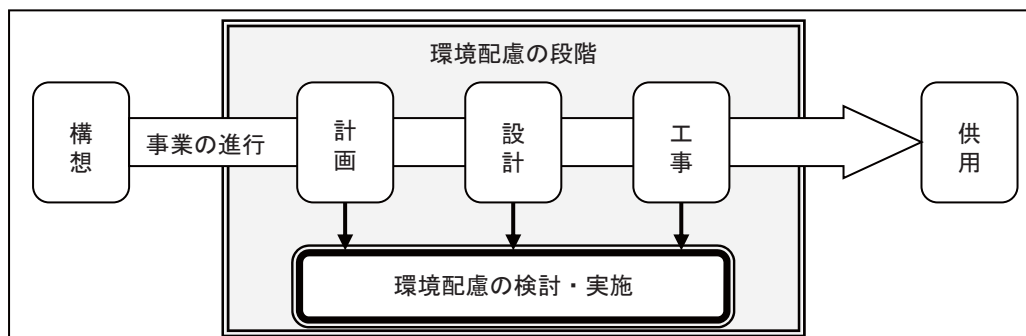 環境配慮の段階
構想
事業の進行
計画
設計
工事
供用
環境配慮の検討・実施